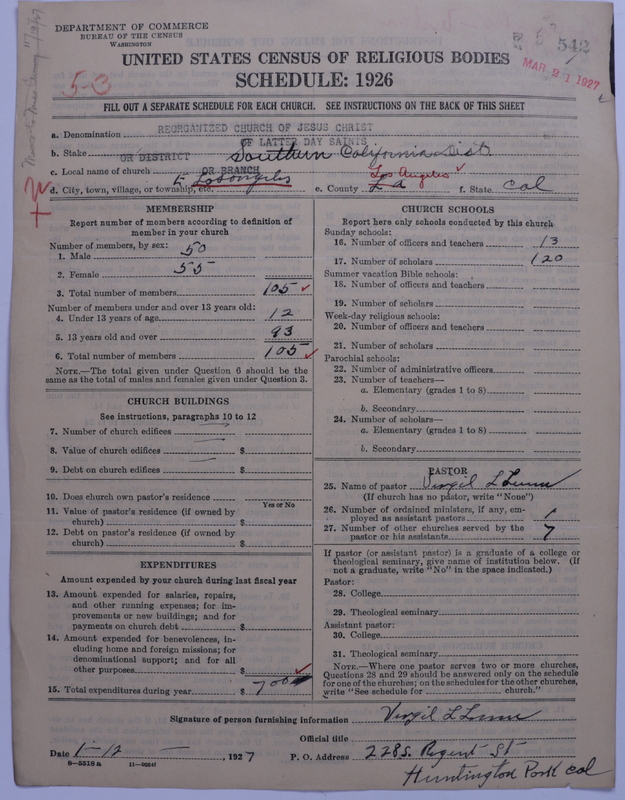 DEPARTMENT OF COMMERCE
BUREAU OF THE CENSUS
WASHINGTON
542
MAR 21 1927
53
UNITED STATES CENSUS OF RELIGIOUS BODIES
SCHEDULE: 1926
FILL OUT A SEPARATE SCHEDULE FOR EACH CHURCH. SEE INSTRUCTIONS ON THE BACK OF THIS SHEET
a. Denomination REORGANIZED CHURCH OF JESUS CHRIST
OF LATTER DAY SAINTS
b. Stake OR DISTRICT Southern California Dist
c. Local name of church OR BRANCH
d. City, town, village, or township, etc. E Los Angeles e. County Los Angeles L a f. State Cal
MEMBERSHIP
Report number of members according to definition of
member in your church
Number of members, by sex:
1. Male 50
2. Female 55
3. Total number of members 105
Number of members under and over 13 years old:
4. Under 13 years of age 12
5. 13 years old and over 93
6. Total number of members 105
NOTE.—The total given under Question 6 should be the
same as the total of males and females given under Question 3.
CHURCH BUILDINGS
See instructions, paragraphs 10 to 12
7. Number of church edifices
8. Value of church edifices $
9. Debt on church edifices $
10. Does church own pastor's residence
Yes or No
11. Value of pastor's residence (if owned by
church) $
12. Debt on pastor's residence (if owned by
church) $
EXPENDITURES
Amount expended by your church during last fiscal year
13. Amount expended for salaries, repairs,
and other running expenses; for im-
provements or new buildings; and for
payments on church debt $
14. Amount expended for benevolences, in-
cluding home and foreign missions; for
denominational support; and for all
other purposes $
15. Total expenditures during year $ 700
CHURCH SCHOOLS
Report here only schools conducted by this church
Sunday schools:
16. Number of officers and teachers 13
17. Number of scholars 120
Summer vacation Bible schools:
18. Number of officers and teachers
19. Number of scholars
Week-day religious schools:
20. Number of officers and teachers
21. Number of scholars
Parochial schools:
22. Number of administrative officers
23. Number of teachers—
a. Elementary (grades 1 to 8)
b. Secondary
24. Number of scholars—
a. Elementary (grades 1 to 8)
b. Secondary
PASTOR
25. Name of pastor Virgil L Lum
(If church has no pastor, write "None")
26. Number of ordained ministers, if any, em-
ployed as assistant pastors 1
27. Number of other churches served by the
pastor or his assistants 7
If pastor (or assistant pastor) is a graduate of a college or
theological seminary, give name of institution below. (If
not a graduate, write "No" in the space indicated.)
Pastor:
28. College
29. Theological seminary
Assistant pastor:
30. College
31. Theological seminary
NOTE.—Where one pastor serves two or more churches,
Questions 28 and 29 should be answered only on the schedule
for one of the churches; on the schedules for the other churches,
write "See schedule for church."
Signature of person furnishing information Virgil L Lum
Official title
Date 1-12 —, 1927 P. O. Address 228 S. Regent St
Huntington Park Cal
8—5518 a